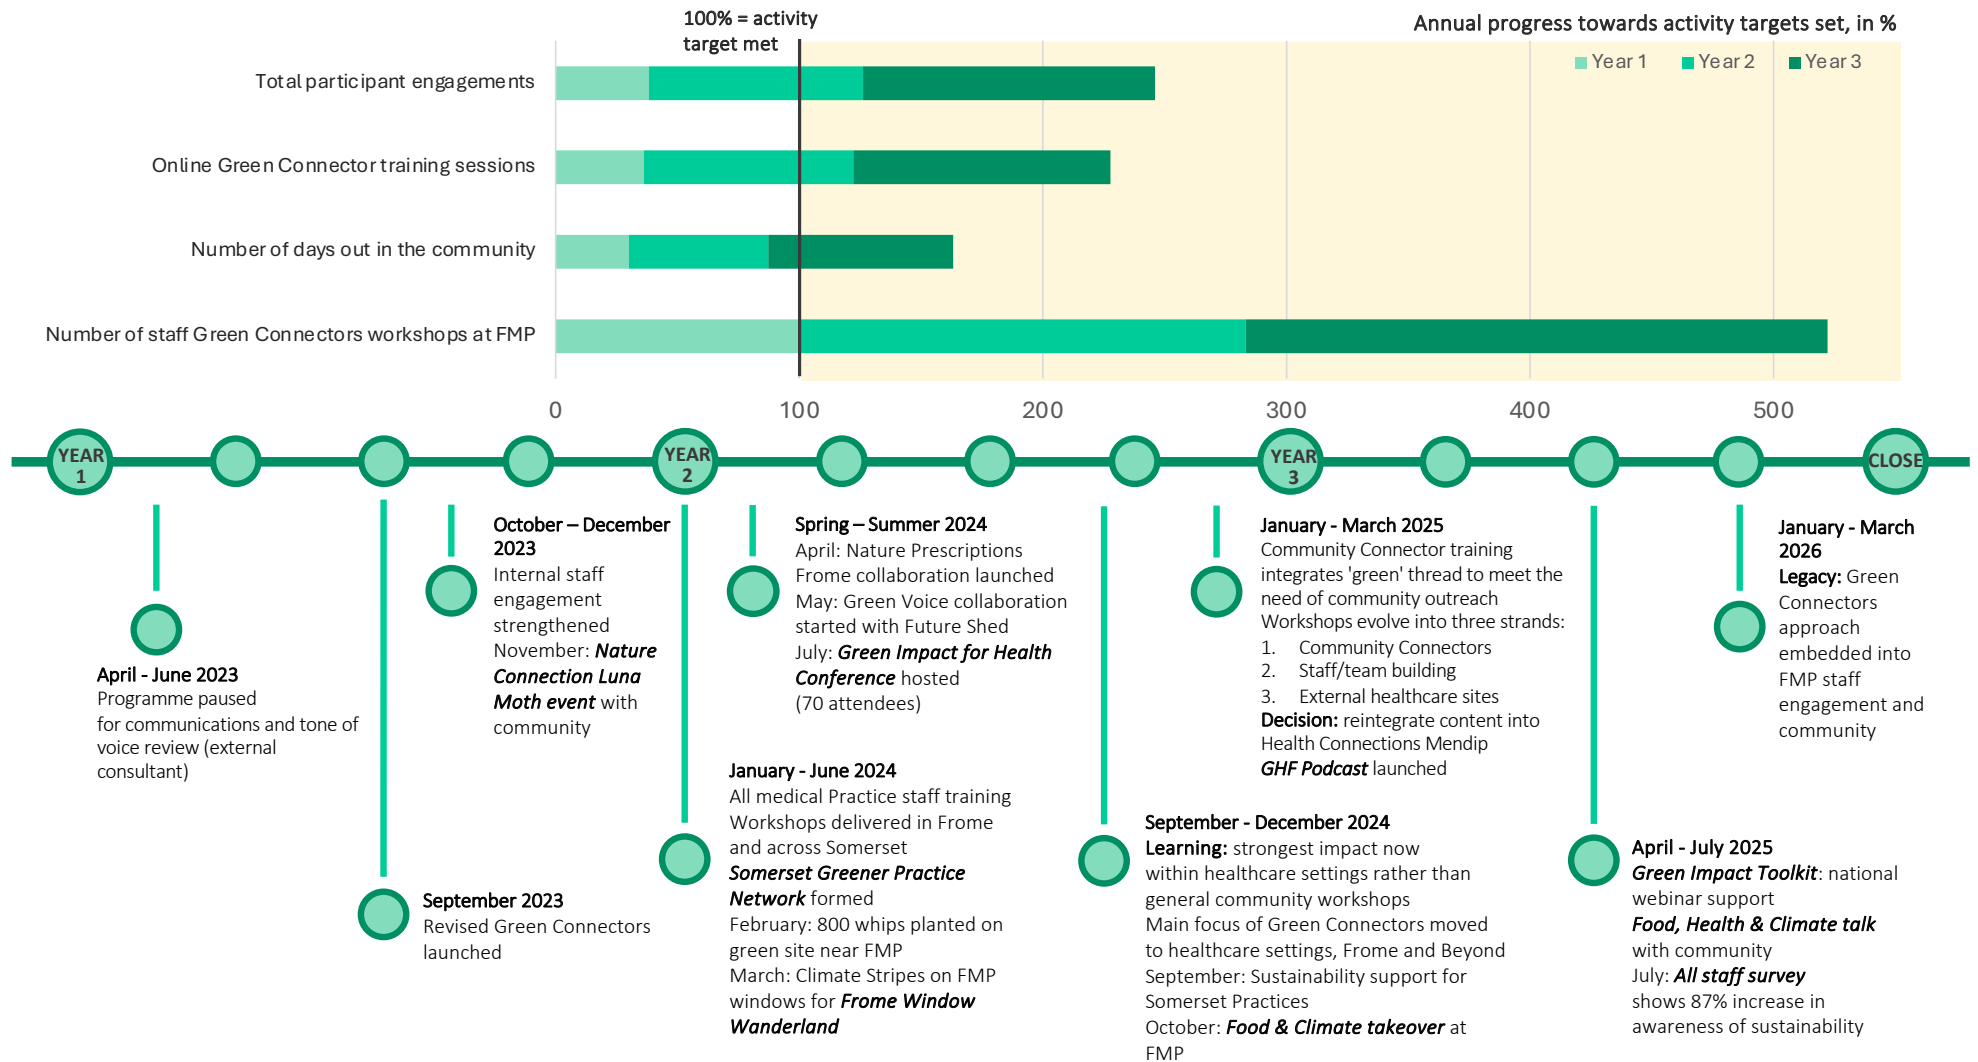 100% = activity
target met
Annual progress towards activity targets set, in %
Year 1
Year 2
Year 3
Total participant engagements
Online Green Connector training sessions
Number of days out in the community
Number of staff Green Connectors workshops at FMP
0
100
200
300
400
500
YEAR
1
YEAR
2
YEAR
3
CLOSE
April - June 2023
Programme paused
for communications and tone of
voice review (external
consultant)
September 2023
Revised Green Connectors
launched
October – December
2023
Internal staff
engagement
strengthened
November: Nature
Connection Luna
Moth event with
community
January - June 2024
All medical Practice staff training
Workshops delivered in Frome
and across Somerset
Somerset Greener Practice
Network formed
February: 800 whips planted on
green site near FMP
March: Climate Stripes on FMP
windows for Frome Window
Wanderland
Spring – Summer 2024
April: Nature Prescriptions
Frome collaboration launched
May: Green Voice collaboration
started with Future Shed
July: Green Impact for Health
Conference hosted
(70 attendees)
September - December 2024
Learning: strongest impact now
within healthcare settings rather than
general community workshops
Main focus of Green Connectors moved
to healthcare settings, Frome and Beyond
September: Sustainability support for
Somerset Practices
October: Food & Climate takeover at
FMP
January - March 2025
Community Connector training
integrates 'green' thread to meet the
need of community outreach
Workshops evolve into three strands:
1. Community Connectors
2. Staff/team building
3. External healthcare sites
Decision: reintegrate content into
Health Connections Mendip
GHF Podcast launched
April - July 2025
Green Impact Toolkit: national
webinar support
Food, Health & Climate talk
with community
July: All staff survey
shows 87% increase in
awareness of sustainability
January - March
2026
Legacy: Green
Connectors
approach
embedded into
FMP staff
engagement and
community